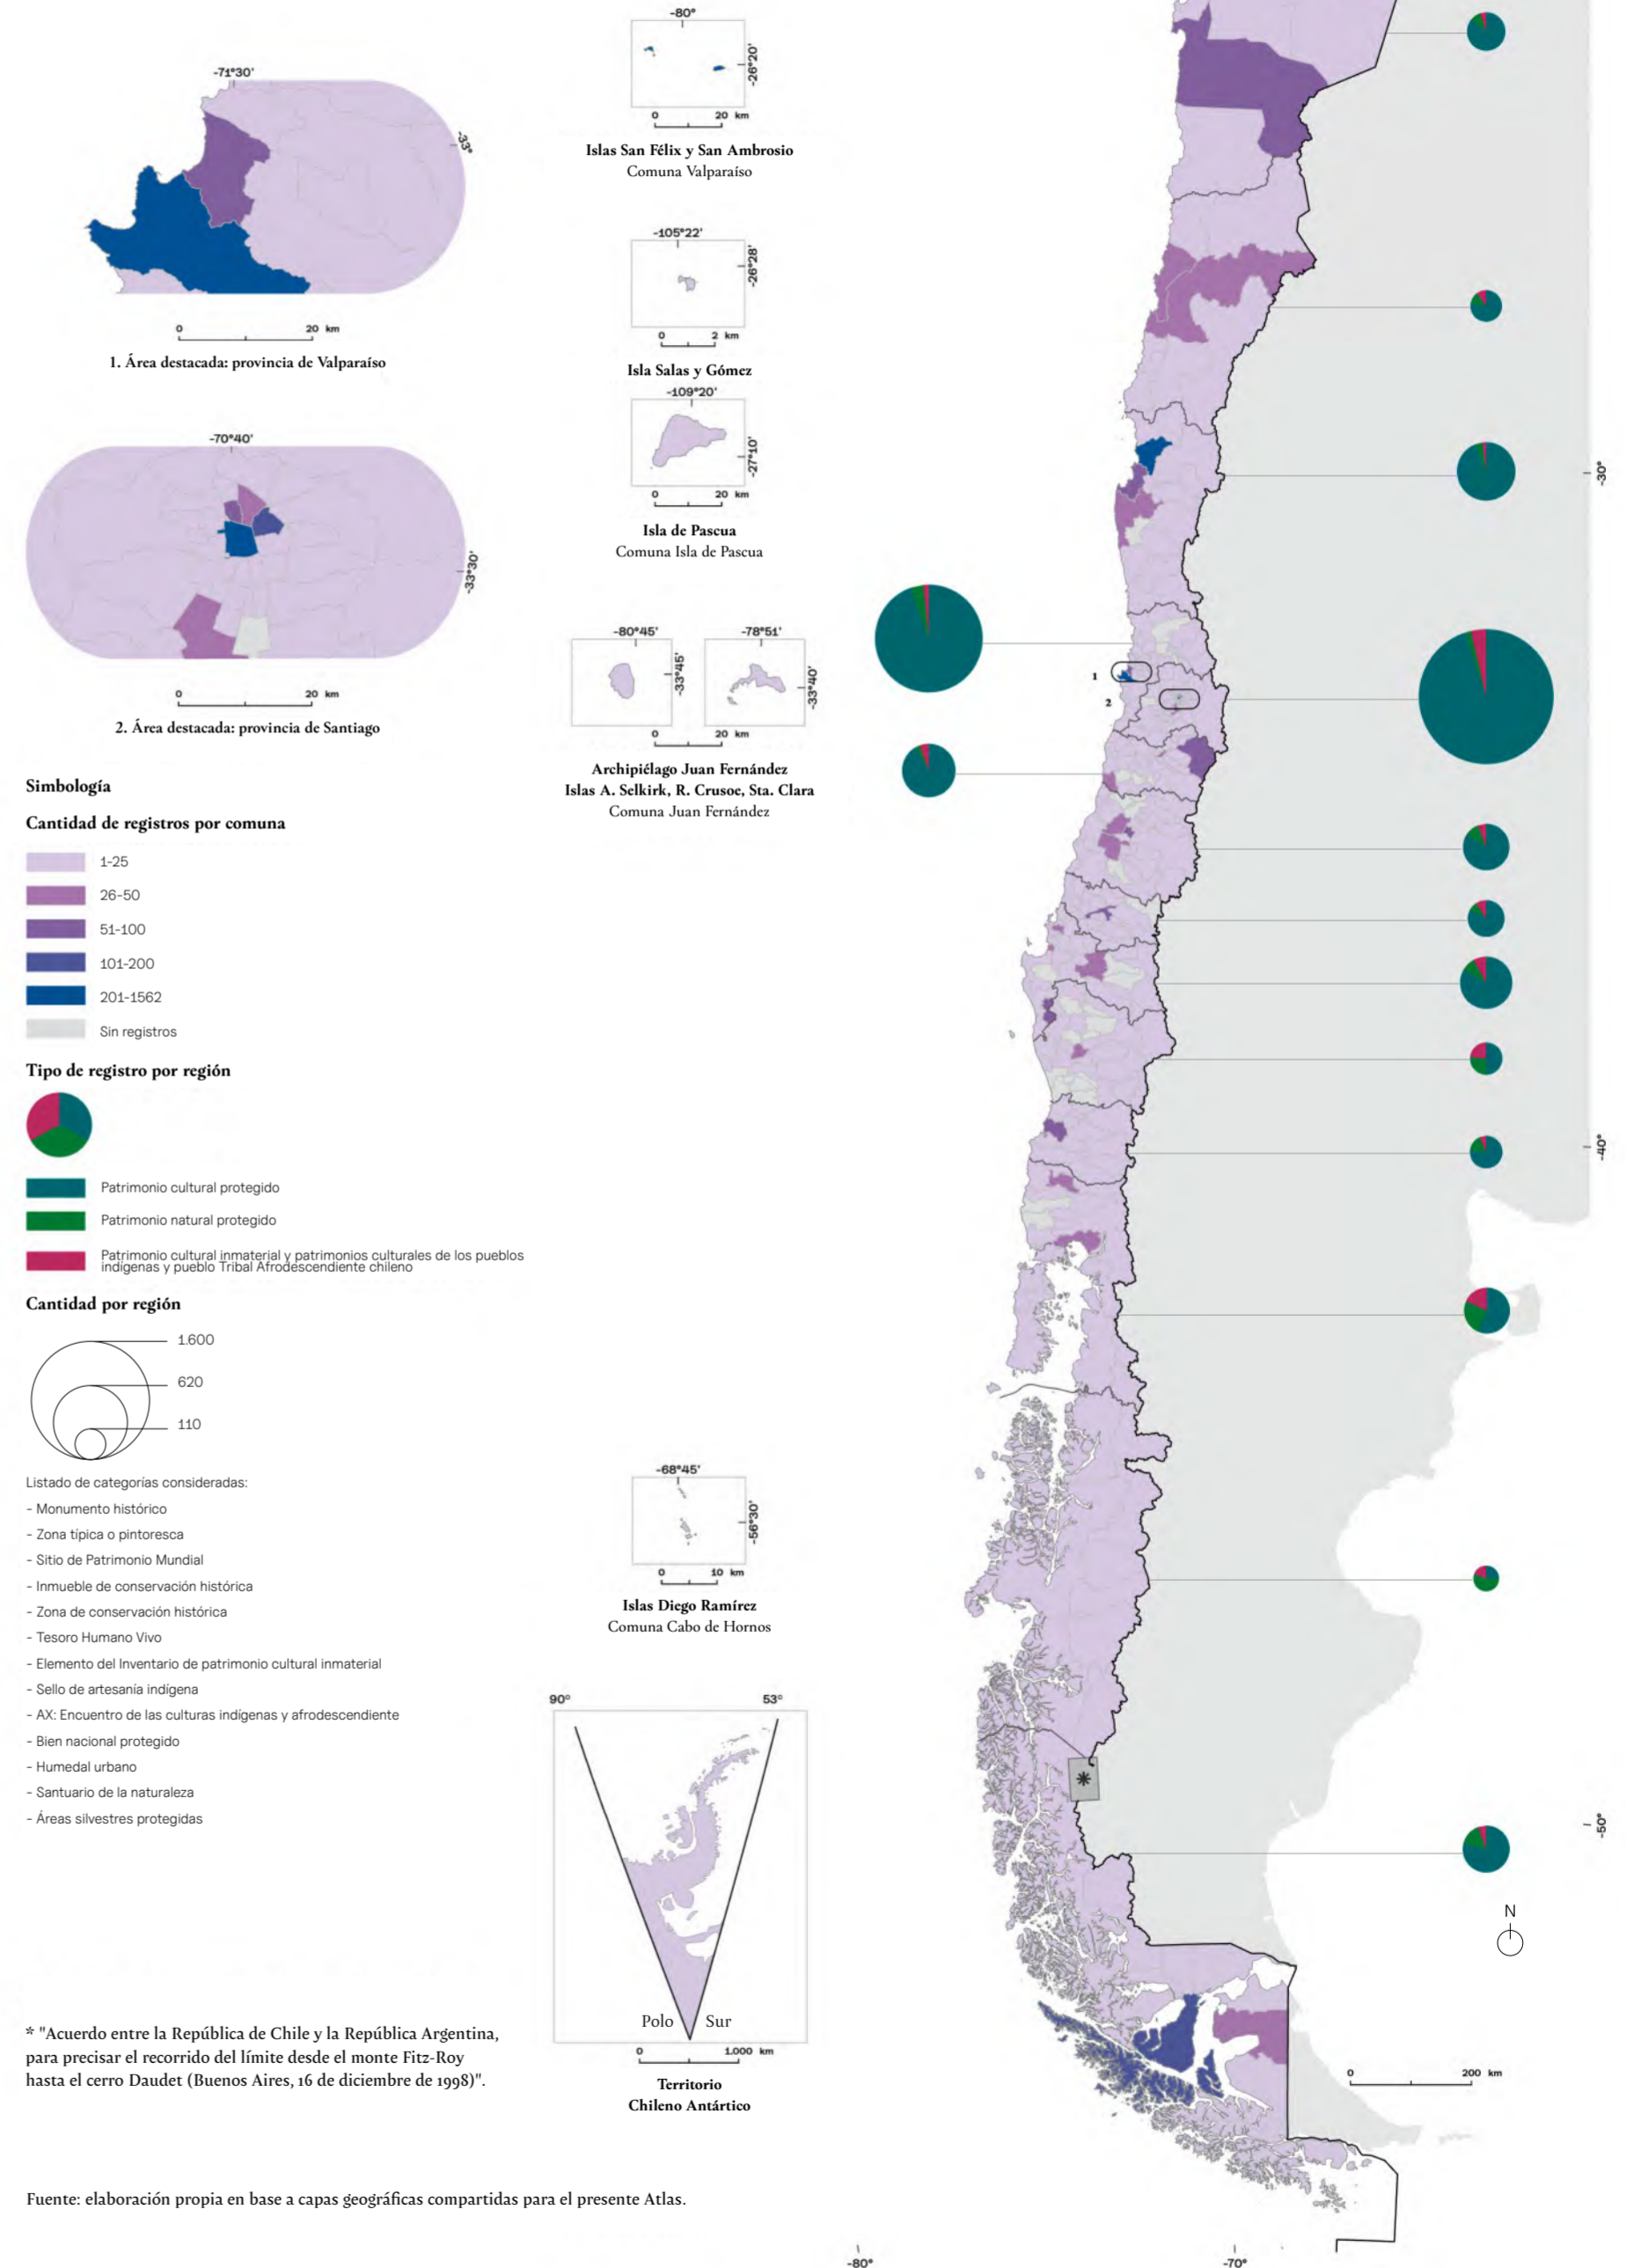 -71°30'
-33°
0
20 km
1. Área destacada: provincia de Valparaíso
-70°40'
-33°30'
0
20 km
2. Área destacada: provincia de Santiago
Simbología
Cantidad de registros por comuna
1-25
26-50
51-100
101-200
201-1562
Sin registros
Tipo de registro por región
Patrimonio cultural protegido
Patrimonio natural protegido
Patrimonio cultural inmaterial y patrimonios culturales de los pueblos
indígenas y pueblo Tribal Afrodescendiente chileno
Cantidad por región
1.600
620
110
Listado de categorías consideradas:
- Monumento histórico
- Zona típica o pintoresca
- Sitio de Patrimonio Mundial
- Inmueble de conservación histórica
- Zona de conservación histórica
- Tesoro Humano Vivo
- Elemento del Inventario de patrimonio cultural inmaterial
- Sello de artesanía indígena
- AX: Encuentro de las culturas indígenas y afrodescendiente
- Bien nacional protegido
- Humedal urbano
- Santuario de la naturaleza
- Áreas silvestres protegidas
* "Acuerdo entre la República de Chile y la República Argentina,
para precisar el recorrido del límite desde el monte Fitz-Roy
hasta el cerro Daudet (Buenos Aires, 16 de diciembre de 1998)".
Fuente: elaboración propia en base a capas geográficas compartidas para el presente Atlas.
-80°
-26°20'
0
20 km
Islas San Félix y San Ambrosio
Comuna Valparaíso
-105°22'
-26°28'
0
2 km
Isla Salas y Gómez
-109°20'
-27°10'
0
20 km
Isla de Pascua
Comuna Isla de Pascua
-80°45'
-33°45'
-78°51'
-33°40'
0
20 km
Archipiélago Juan Fernández
Islas A. Selkirk, R. Crusoe, Sta. Clara
Comuna Juan Fernández
-68°45'
-56°30'
0
10 km
Islas Diego Ramírez
Comuna Cabo de Hornos
90°
53°
Polo
Sur
0
1.000 km
Territorio
Chileno Antártico
1
2
*
-30°
-40°
-50°
N
0
200 km
-80°
-70°